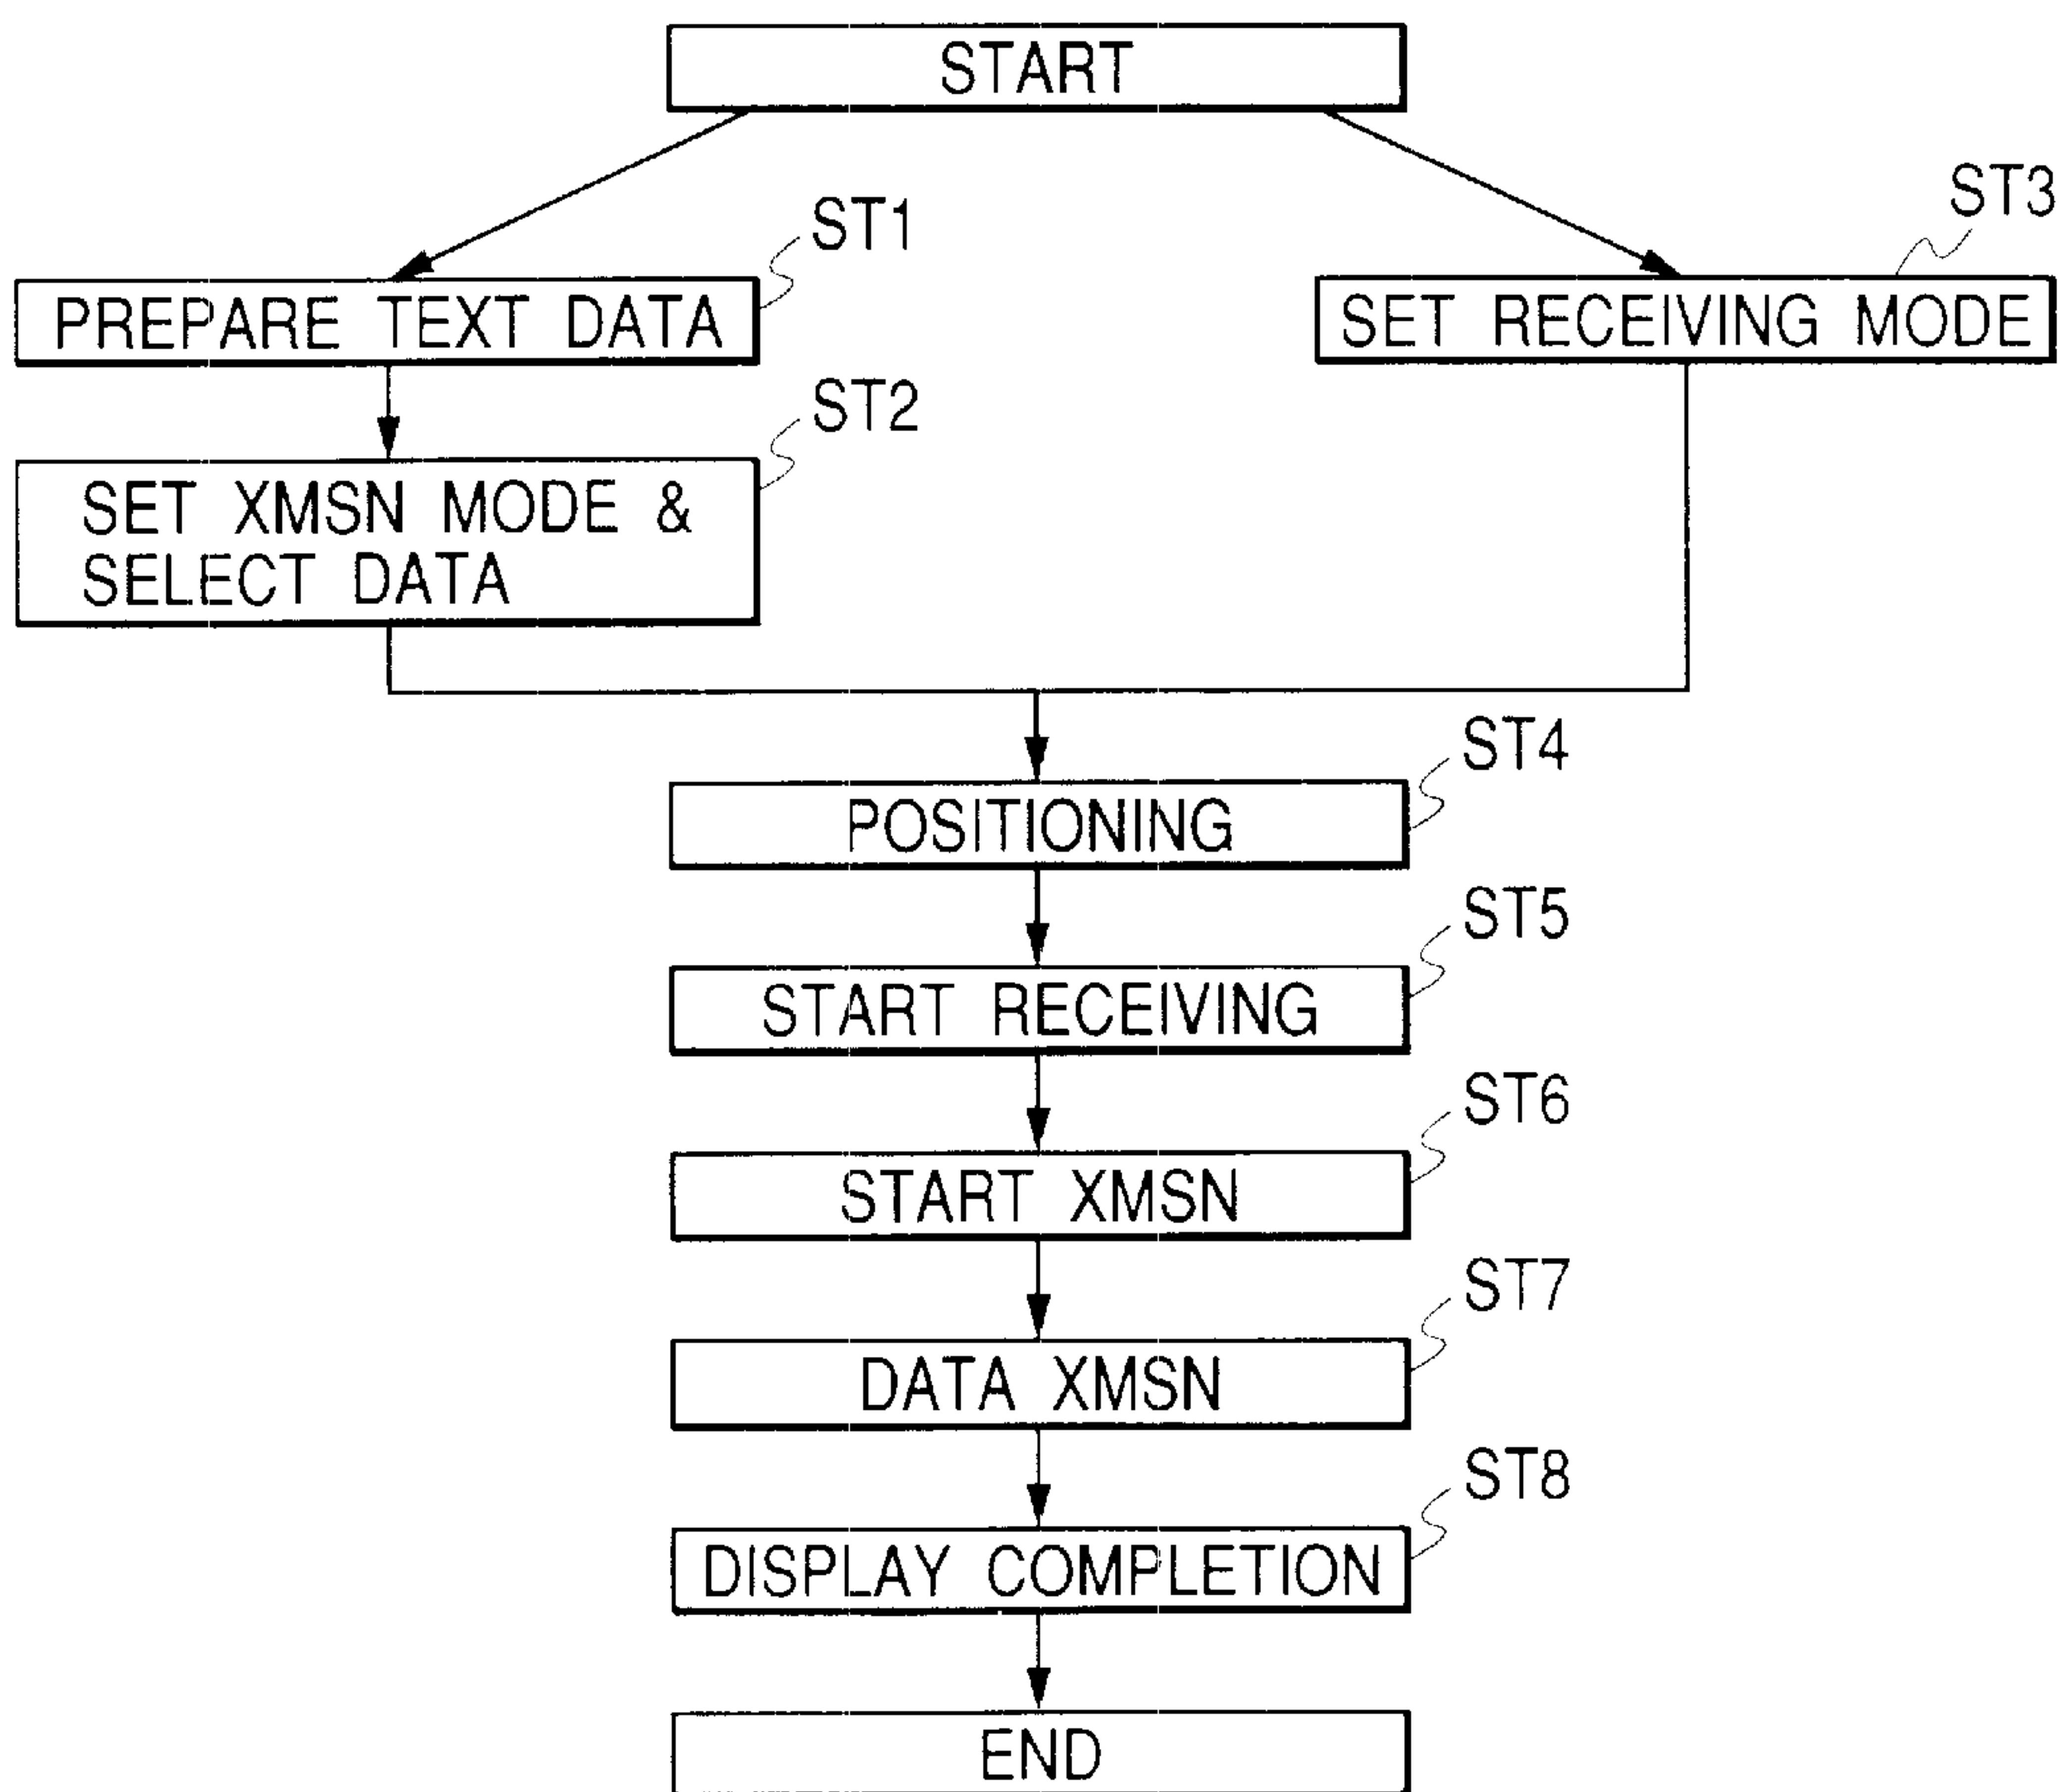 START
ST1
ST3
PREPARE TEXT DATA
SET RECEIVING MODE
ST2
SET XMSN MODE &
SELECT DATA
ST4
POSITIONING
ST5
START RECEIVING
ST6
START XMSN
ST7
DATA XMSN
ST8
DISPLAY COMPLETION
END